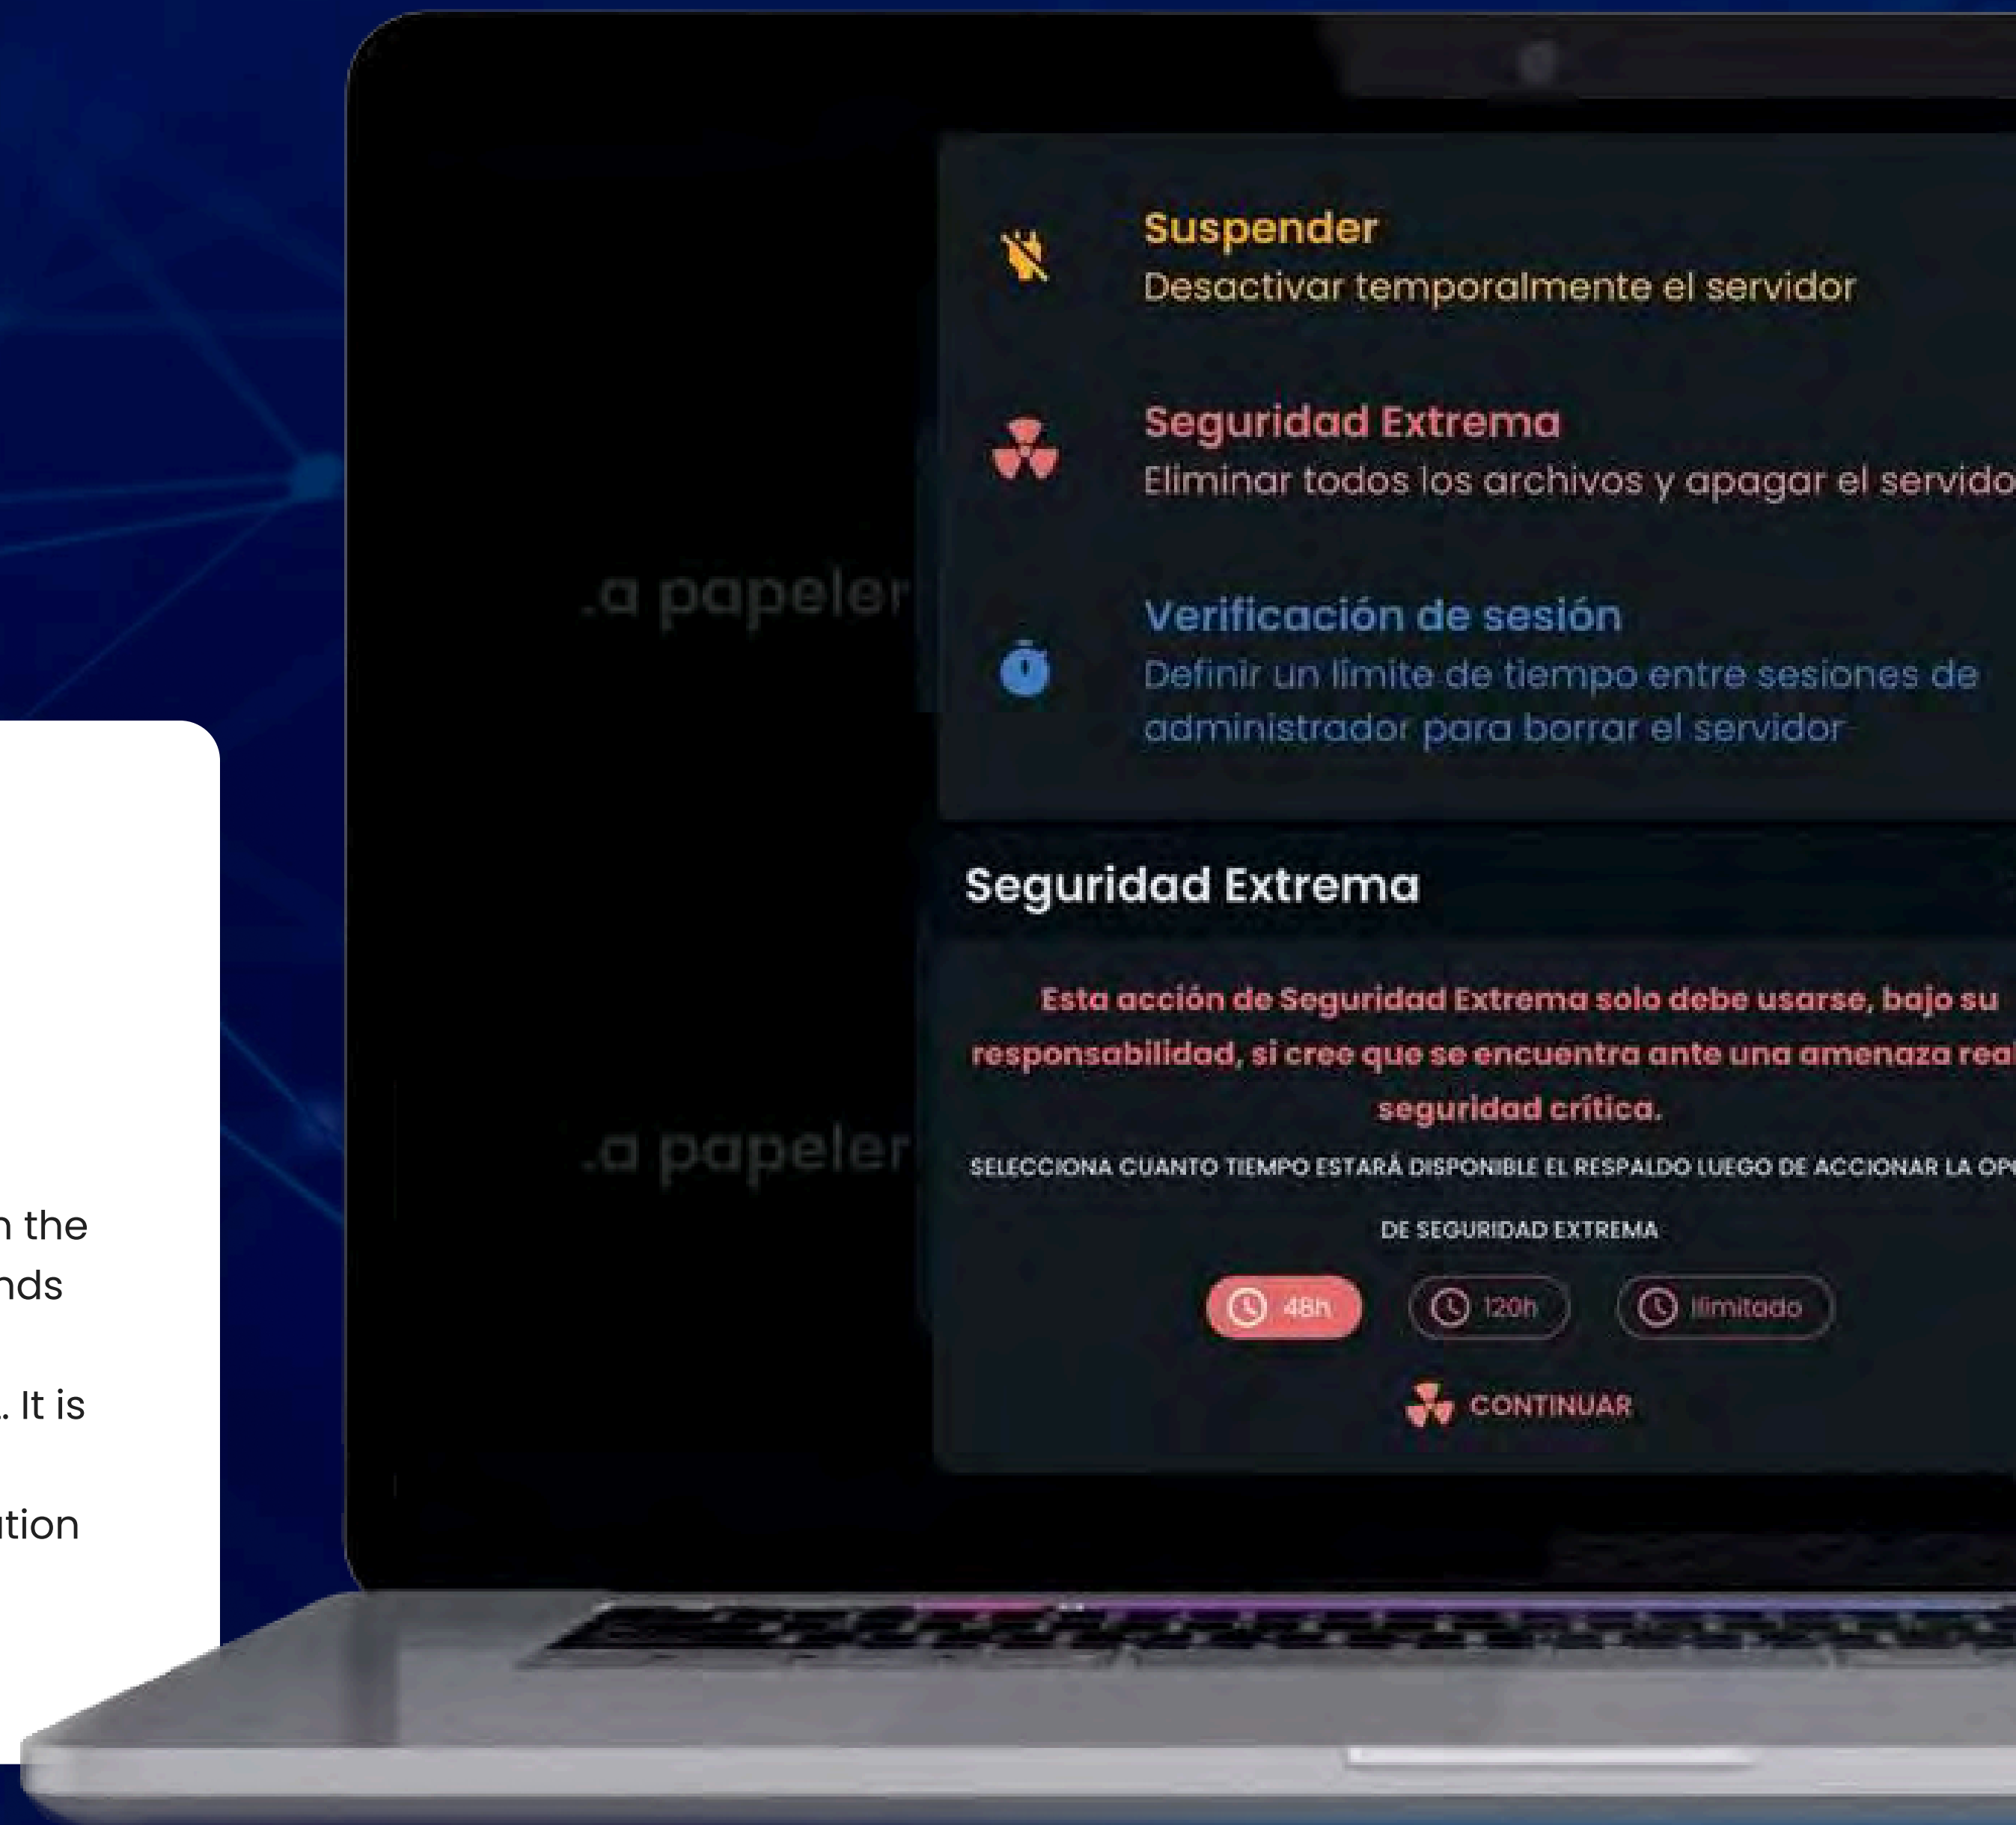 Suspender
Desactivar temporalmente el servidor
Seguridad Extrema
Eliminar todos los archivos y apagar el servido
.a papeler
Verificación de sesión
Definir un límite de tiempo entre sesiones de
administrador para borrar el servidor
Seguridad Extrema
Esta acción de Seguridad Extrema solo debe usarse, bajo su
responsabilidad, si cree que se encuentra ante una amenaza real
seguridad crítica.
.a papeler
SELECCIONA CUANTO TIEMPO ESTARÁ DISPONIBLE EL RESPALDO LUEGO DE ACCIONAR LA OPC
DE SEGURIDAD EXTREMA
48h 120h Ilimitado
CONTINUAR
n the
nds
. It is
ation